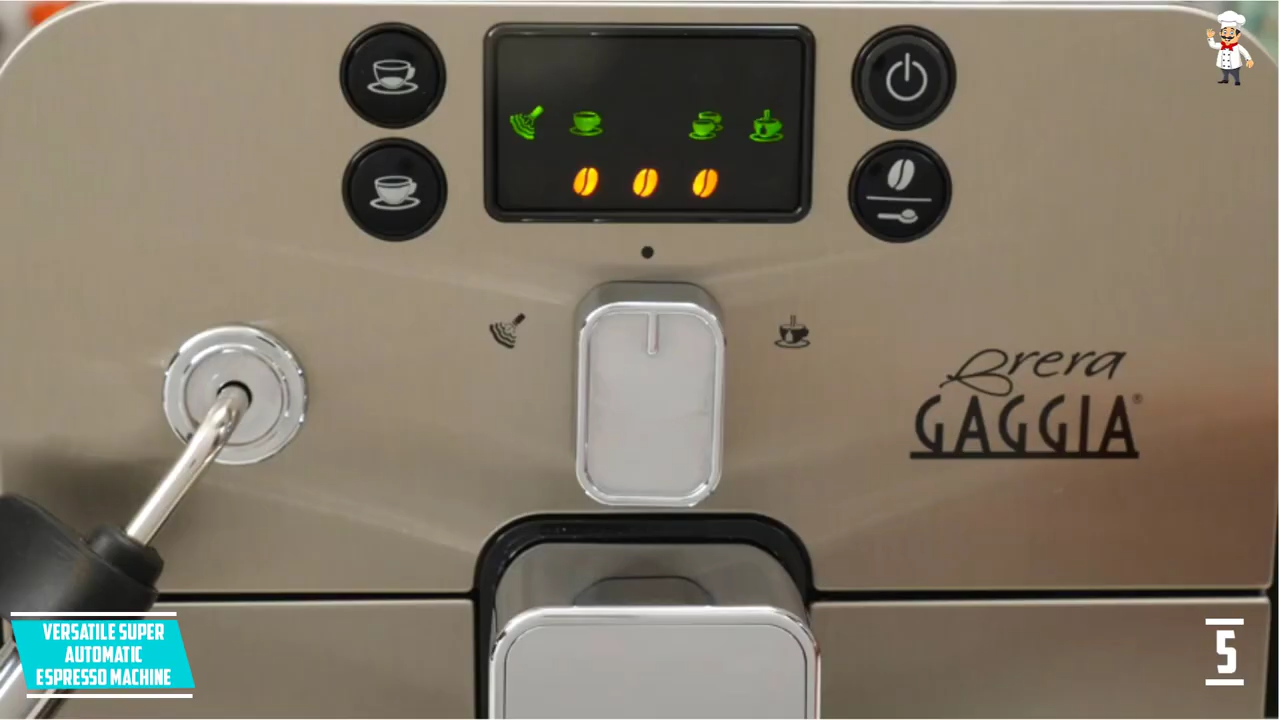 Brera
GAGGIA®
VERSATILE SUPER
AUTOMATIC
ESPRESSO MACHINE
5